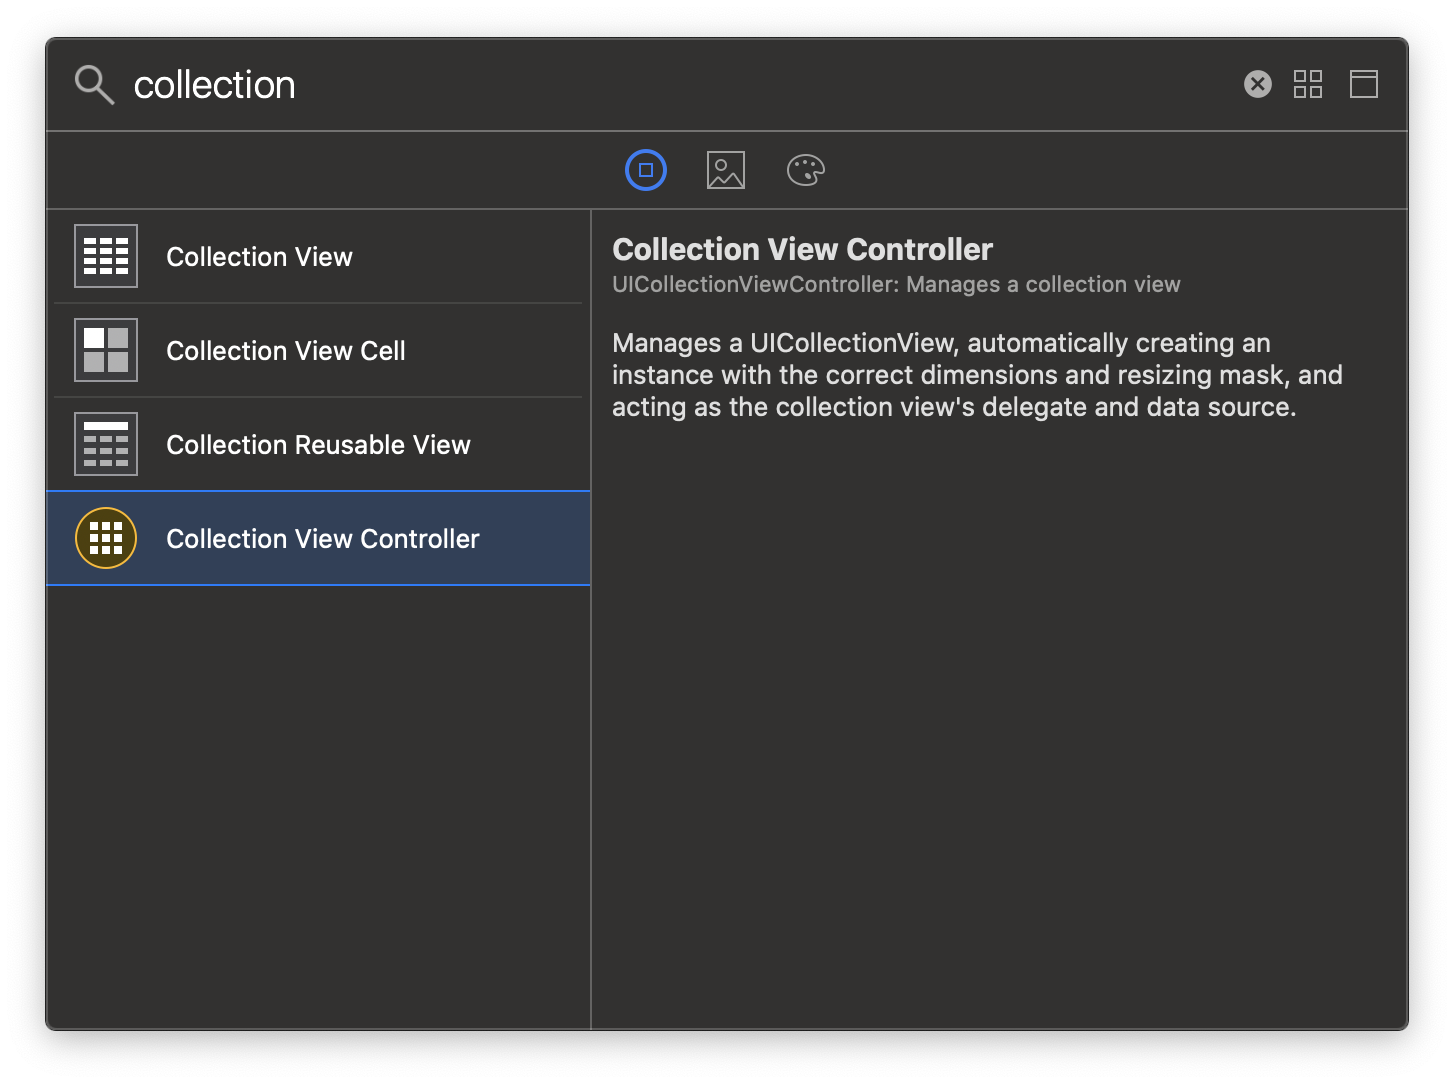 collection
Collection View
Collection View Cell
Collection Reusable View
Collection View Controller
Collection View Controller
UICollectionViewController: Manages a collection view
Manages a UICollectionView, automatically creating an
instance with the correct dimensions and resizing mask, and
acting as the collection view's delegate and data source.